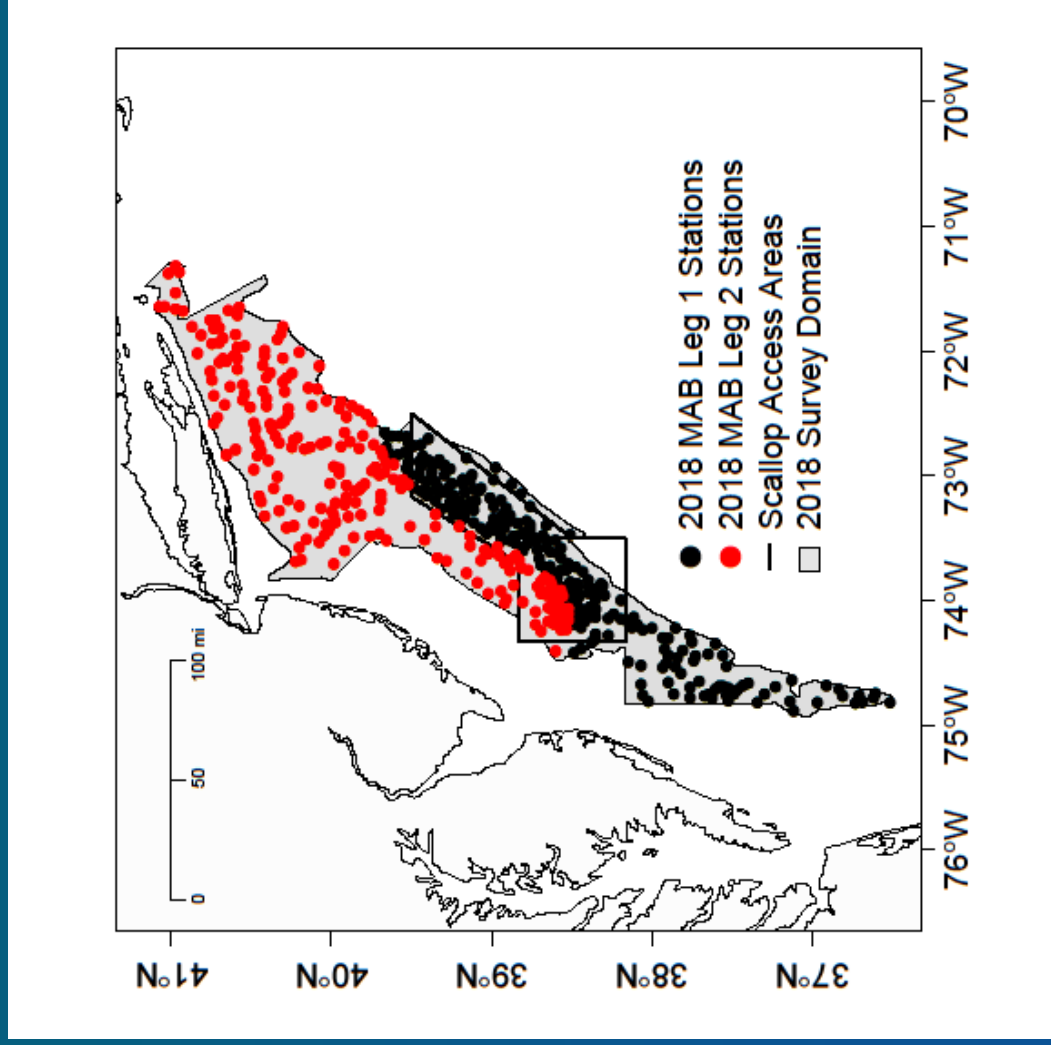 100 mi
50
0
2018 MAB Leg 1 Stations
2018 MAB Leg 2 Stations
Scallop Access Areas
2018 Survey Domain
41°N
40°N
39°N
38°N
37°N
76°W
75°W
74°W
73°W
72°W
71°W
70°W